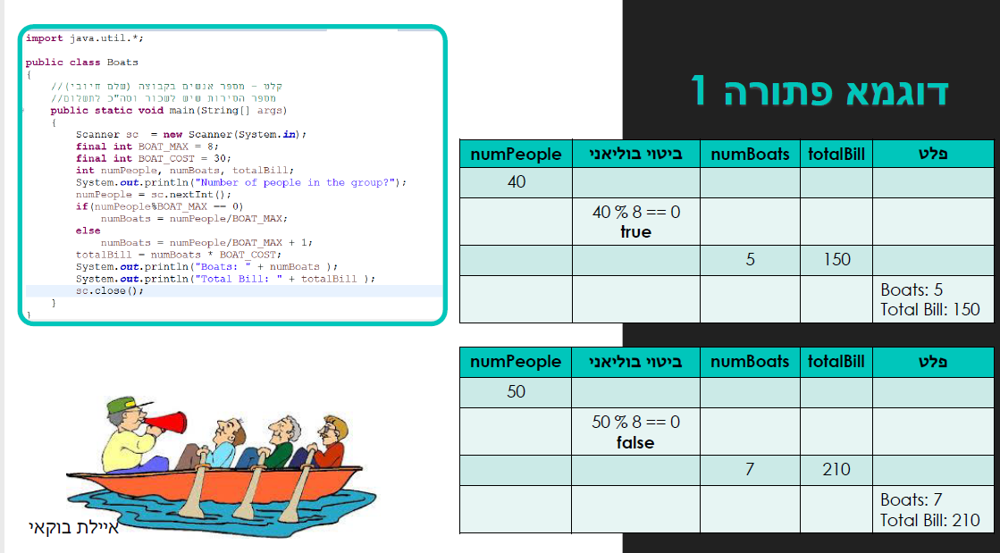 דוגמא פתורה 1
import java.util.*;
public class Boats
{
//קלט – מספר אנשים בקבוצה (שלם חיובי)
//מספר הסירות שיש לשכור וסה"כ לתשלום
public static void main(String[] args)
{
Scanner sc = new Scanner(System.in);
final int BOAT_MAX = 8;
final int BOAT_COST = 30;
int numPeople, numBoats, totalBill;
System.out.println("Number of people in the group?");
numPeople = sc.nextInt();
if(numPeople%BOAT_MAX == 0)
numBoats = numPeople/BOAT_MAX;
else
numBoats = numPeople/BOAT_MAX + 1;
totalBill = numBoats * BOAT_COST;
System.out.println("Boats: " + numBoats );
System.out.println("Total Bill: " + totalBill );
sc.close();
}
}
numPeople ביטוי בוליאני numBoats totalBill פלט
40
40 % 8 == 0
true
5 150
Boats: 5
Total Bill: 150
numPeople ביטוי בוליאני numBoats totalBill פלט
50
50 % 8 == 0
false
7 210
Boats: 7
Total Bill: 210
איילת בוקאי